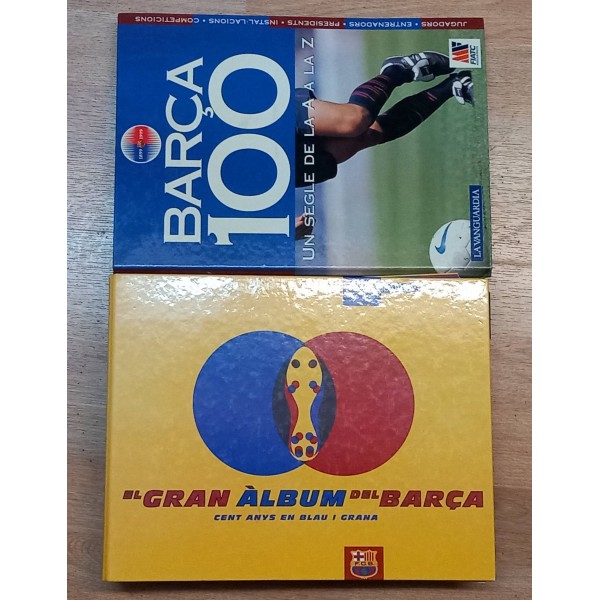 JUGADORS • ENTRENADORS • PRESIDENTS • INSTAL·LACIONS • COMPETICIONS
BARÇA
100
UN SEGLE DE LA A A LA Z
FIATC
LA VANGUARDIA
EL GRAN ÀLBUM DEL BARÇA
CENT ANYS EN BLAU I GRANA
F.C.B.